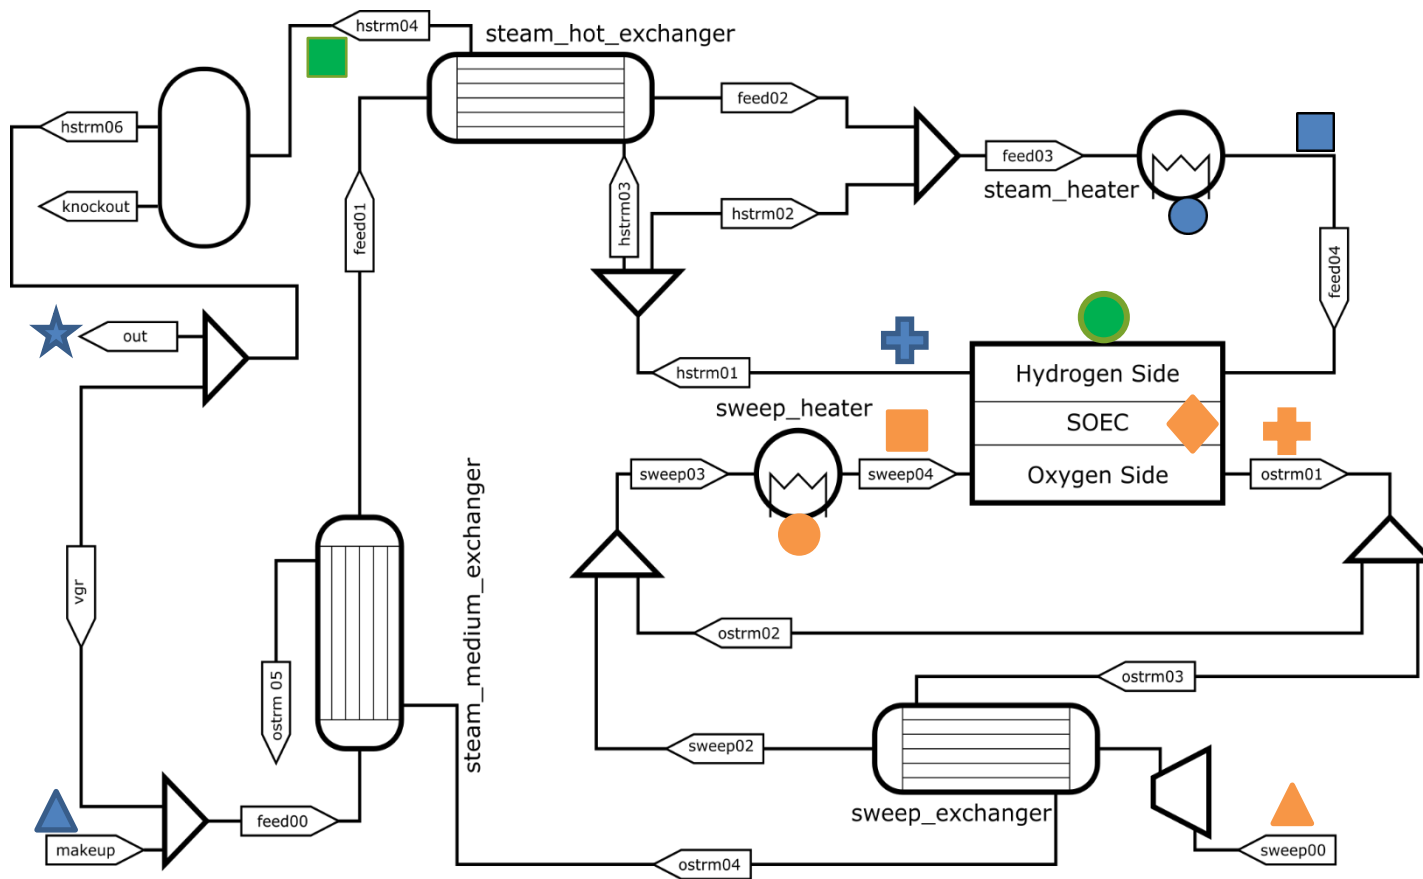 hstrm04
steam_hot_exchanger
feed02
hstrm06
feed03
knockout
steam_heater
hstrm03
hstrm02
feed01
feed04
out
hstrm01
Hydrogen Side
sweep_heater
SOEC
sweep03
sweep04
Oxygen Side
ostrm01
vgr
steam_medium_exchanger
ostrm02
ostrm 05
ostrm03
sweep02
sweep_exchanger
feed00
makeup
ostrm04
sweep00